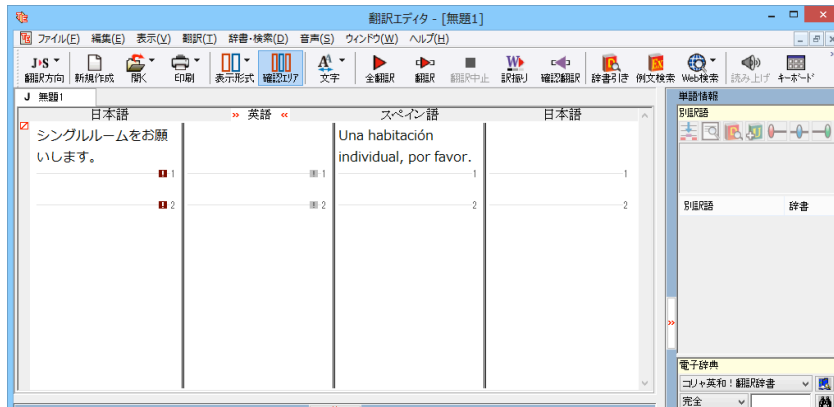 翻訳エディタ - [無題1]
ファイル(F) 編集(E) 表示(V) 翻訳(T) 辞書・検索(D) 音声(S) ウィンドウ(W) ヘルプ(H)
J▸S
翻訳方向 新規作成 開く 印刷 表示形式 確認エリア 文字 全翻訳 翻訳 翻訳中止 訳振り 確認翻訳 辞書引き 例文検索 Web検索 読み上げ キーボード
J 無題1
日本語 » 英語 « スペイン語 日本語
シングルルームをお願
いします。
Una habitación
individual, por favor.
1 1 1 1
2 2 2 2
単語情報
別訳語
別訳語 辞書
»
電子辞典
コリャ英和!翻訳辞書
完全